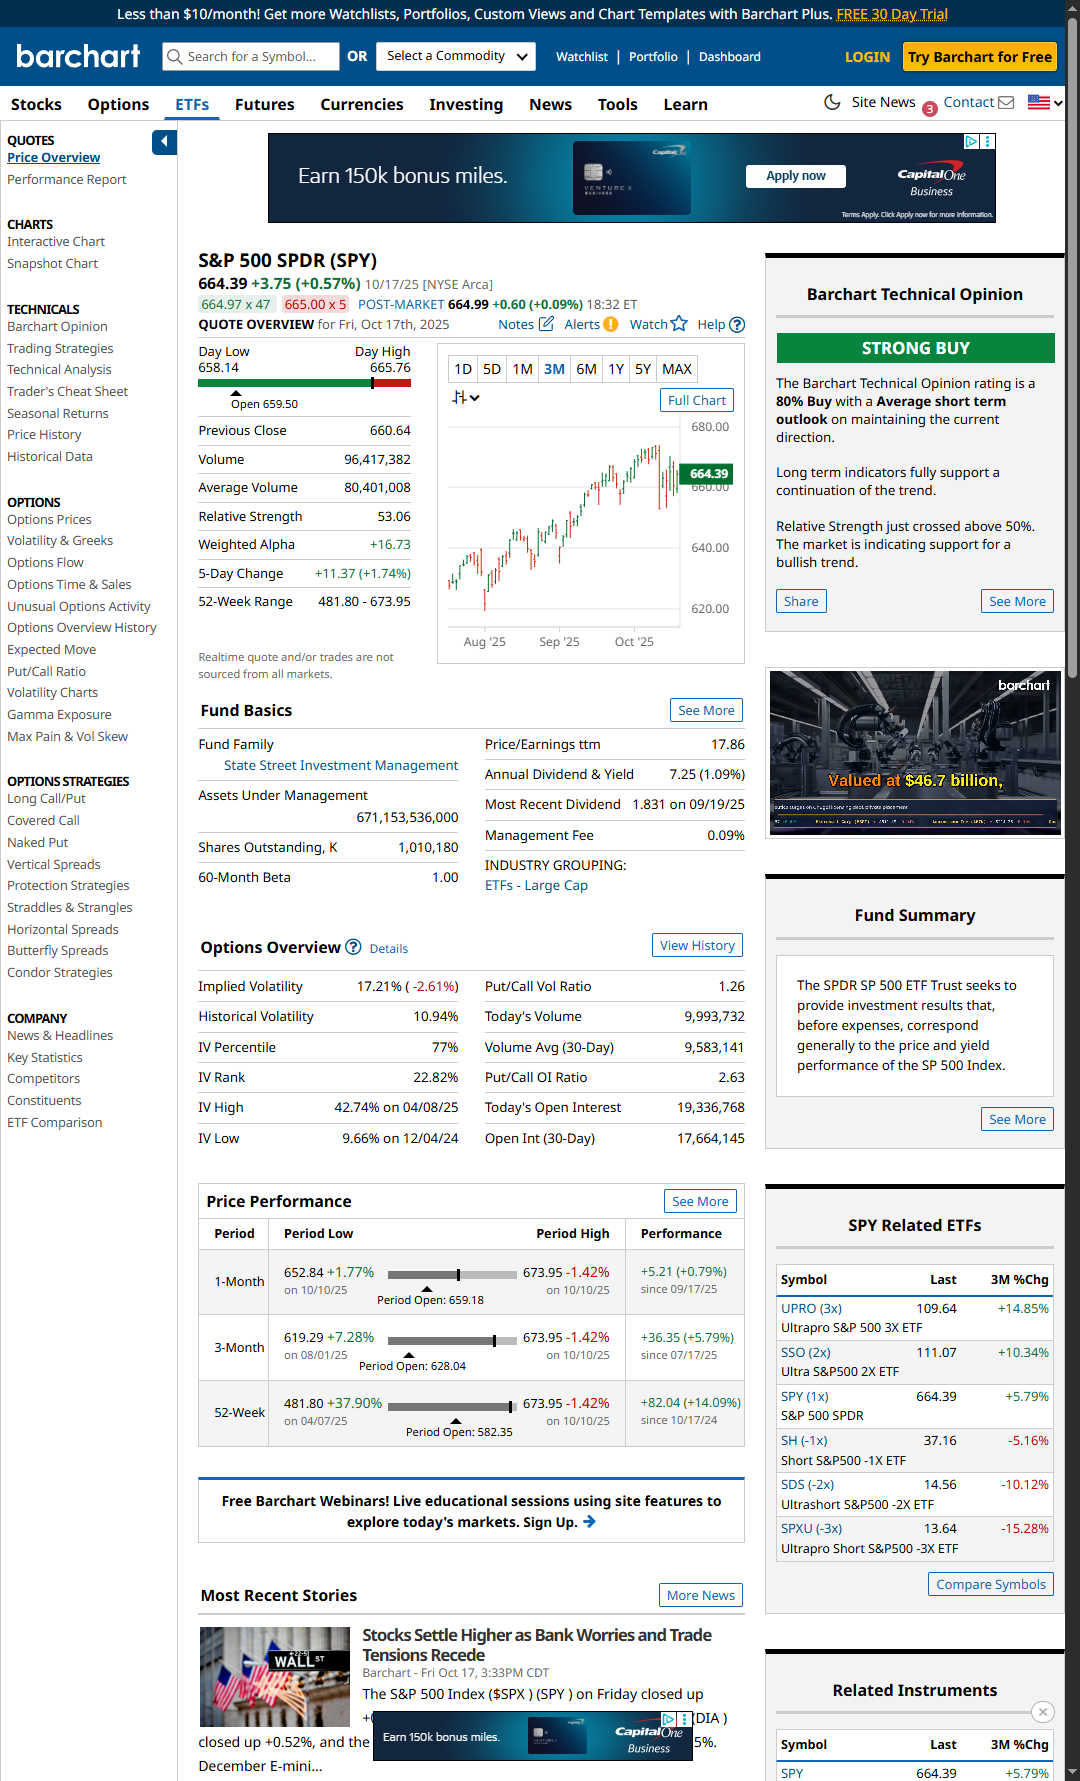 Less than $10/month! Get more Watchlists, Portfolios, Custom Views and Chart Templates with Barchart Plus. FREE 30 Day Trial
barchart
Search for a Symbol...
OR
Select a Commodity
Watchlist | Portfolio | Dashboard
LOGIN
Try Barchart for Free
Stocks Options ETFs Futures Currencies Investing News Tools Learn
Site News 3 Contact
QUOTES
Price Overview
Performance Report
CHARTS
Interactive Chart
Snapshot Chart
TECHNICALS
Barchart Opinion
Trading Strategies
Technical Analysis
Trader's Cheat Sheet
Seasonal Returns
Price History
Historical Data
OPTIONS
Options Prices
Volatility & Greeks
Options Flow
Options Time & Sales
Unusual Options Activity
Options Overview History
Expected Move
Put/Call Ratio
Volatility Charts
Gamma Exposure
Max Pain & Vol Skew
OPTIONS STRATEGIES
Long Call/Put
Covered Call
Naked Put
Vertical Spreads
Protection Strategies
Straddles & Strangles
Horizontal Spreads
Butterfly Spreads
Condor Strategies
COMPANY
News & Headlines
Key Statistics
Competitors
Constituents
ETF Comparison
Earn 150k bonus miles.
Capital One
VENTURE X
BUSINESS
Apply now
Capital One
Business
Terms Apply. Click Apply now for more information.
S&P 500 SPDR (SPY)
664.39 +3.75 (+0.57%) 10/17/25 [NYSE Arca]
664.97 x 47 665.00 x 5 POST-MARKET 664.99 +0.60 (+0.09%) 18:32 ET
QUOTE OVERVIEW for Fri, Oct 17th, 2025
Notes Alerts Watch Help
Day Low Day High
658.14 665.76
Open 659.50
Previous Close 660.64
Volume 96,417,382
Average Volume 80,401,008
Relative Strength 53.06
Weighted Alpha +16.73
5-Day Change +11.37 (+1.74%)
52-Week Range 481.80 - 673.95
Realtime quote and/or trades are not
sourced from all markets.
1D 5D 1M 3M 6M 1Y 5Y MAX
Full Chart
680.00
664.39
660.00
640.00
620.00
Aug '25 Sep '25 Oct '25
Fund Basics
See More
Fund Family
State Street Investment Management
Assets Under Management
671,153,536,000
Shares Outstanding, K 1,010,180
60-Month Beta 1.00
Price/Earnings ttm 17.86
Annual Dividend & Yield 7.25 (1.09%)
Most Recent Dividend 1.831 on 09/19/25
Management Fee 0.09%
INDUSTRY GROUPING:
ETFs - Large Cap
Options Overview Details
View History
Implied Volatility 17.21% ( -2.61%)
Historical Volatility 10.94%
IV Percentile 77%
IV Rank 22.82%
IV High 42.74% on 04/08/25
IV Low 9.66% on 12/04/24
Put/Call Vol Ratio 1.26
Today's Volume 9,993,732
Volume Avg (30-Day) 9,583,141
Put/Call OI Ratio 2.63
Today's Open Interest 19,336,768
Open Int (30-Day) 17,664,145
Price Performance
See More
Period Period Low Period High Performance
1-Month
652.84 +1.77%
on 10/10/25
Period Open: 659.18
673.95 -1.42%
on 10/10/25
+5.21 (+0.79%)
since 09/17/25
3-Month
619.29 +7.28%
on 08/01/25
Period Open: 628.04
673.95 -1.42%
on 10/10/25
+36.35 (+5.79%)
since 07/17/25
52-Week
481.80 +37.90%
on 04/07/25
Period Open: 582.35
673.95 -1.42%
on 10/10/25
+82.04 (+14.09%)
since 10/17/24
Free Barchart Webinars! Live educational sessions using site features to
explore today's markets. Sign Up.
Most Recent Stories
More News
WALL ST
Stocks Settle Higher as Bank Worries and Trade
Tensions Recede
Barchart - Fri Oct 17, 3:33PM CDT
The S&P 500 Index ($SPX ) (SPY ) on Friday closed up
(DIA )
closed up +0.52%, and the 5%.
December E-mini...
Earn 150k bonus miles.
Capital One
Business
Barchart Technical Opinion
STRONG BUY
The Barchart Technical Opinion rating is a
80% Buy with a Average short term
outlook on maintaining the current
direction.
Long term indicators fully support a
continuation of the trend.
Relative Strength just crossed above 50%.
The market is indicating support for a
bullish trend.
Share
See More
barchart
Valued at $46.7 billion,
Fund Summary
The SPDR SP 500 ETF Trust seeks to
provide investment results that,
before expenses, correspond
generally to the price and yield
performance of the SP 500 Index.
See More
SPY Related ETFs
Symbol Last 3M %Chg
UPRO (3x) 109.64 +14.85%
Ultrapro S&P 500 3X ETF
SSO (2x) 111.07 +10.34%
Ultra S&P500 2X ETF
SPY (1x) 664.39 +5.79%
S&P 500 SPDR
SH (-1x) 37.16 -5.16%
Short S&P500 -1X ETF
SDS (-2x) 14.56 -10.12%
Ultrashort S&P500 -2X ETF
SPXU (-3x) 13.64 -15.28%
Ultrapro Short S&P500 -3X ETF
Compare Symbols
Related Instruments
Symbol Last 3M %Chg
SPY 664.39 +5.79%